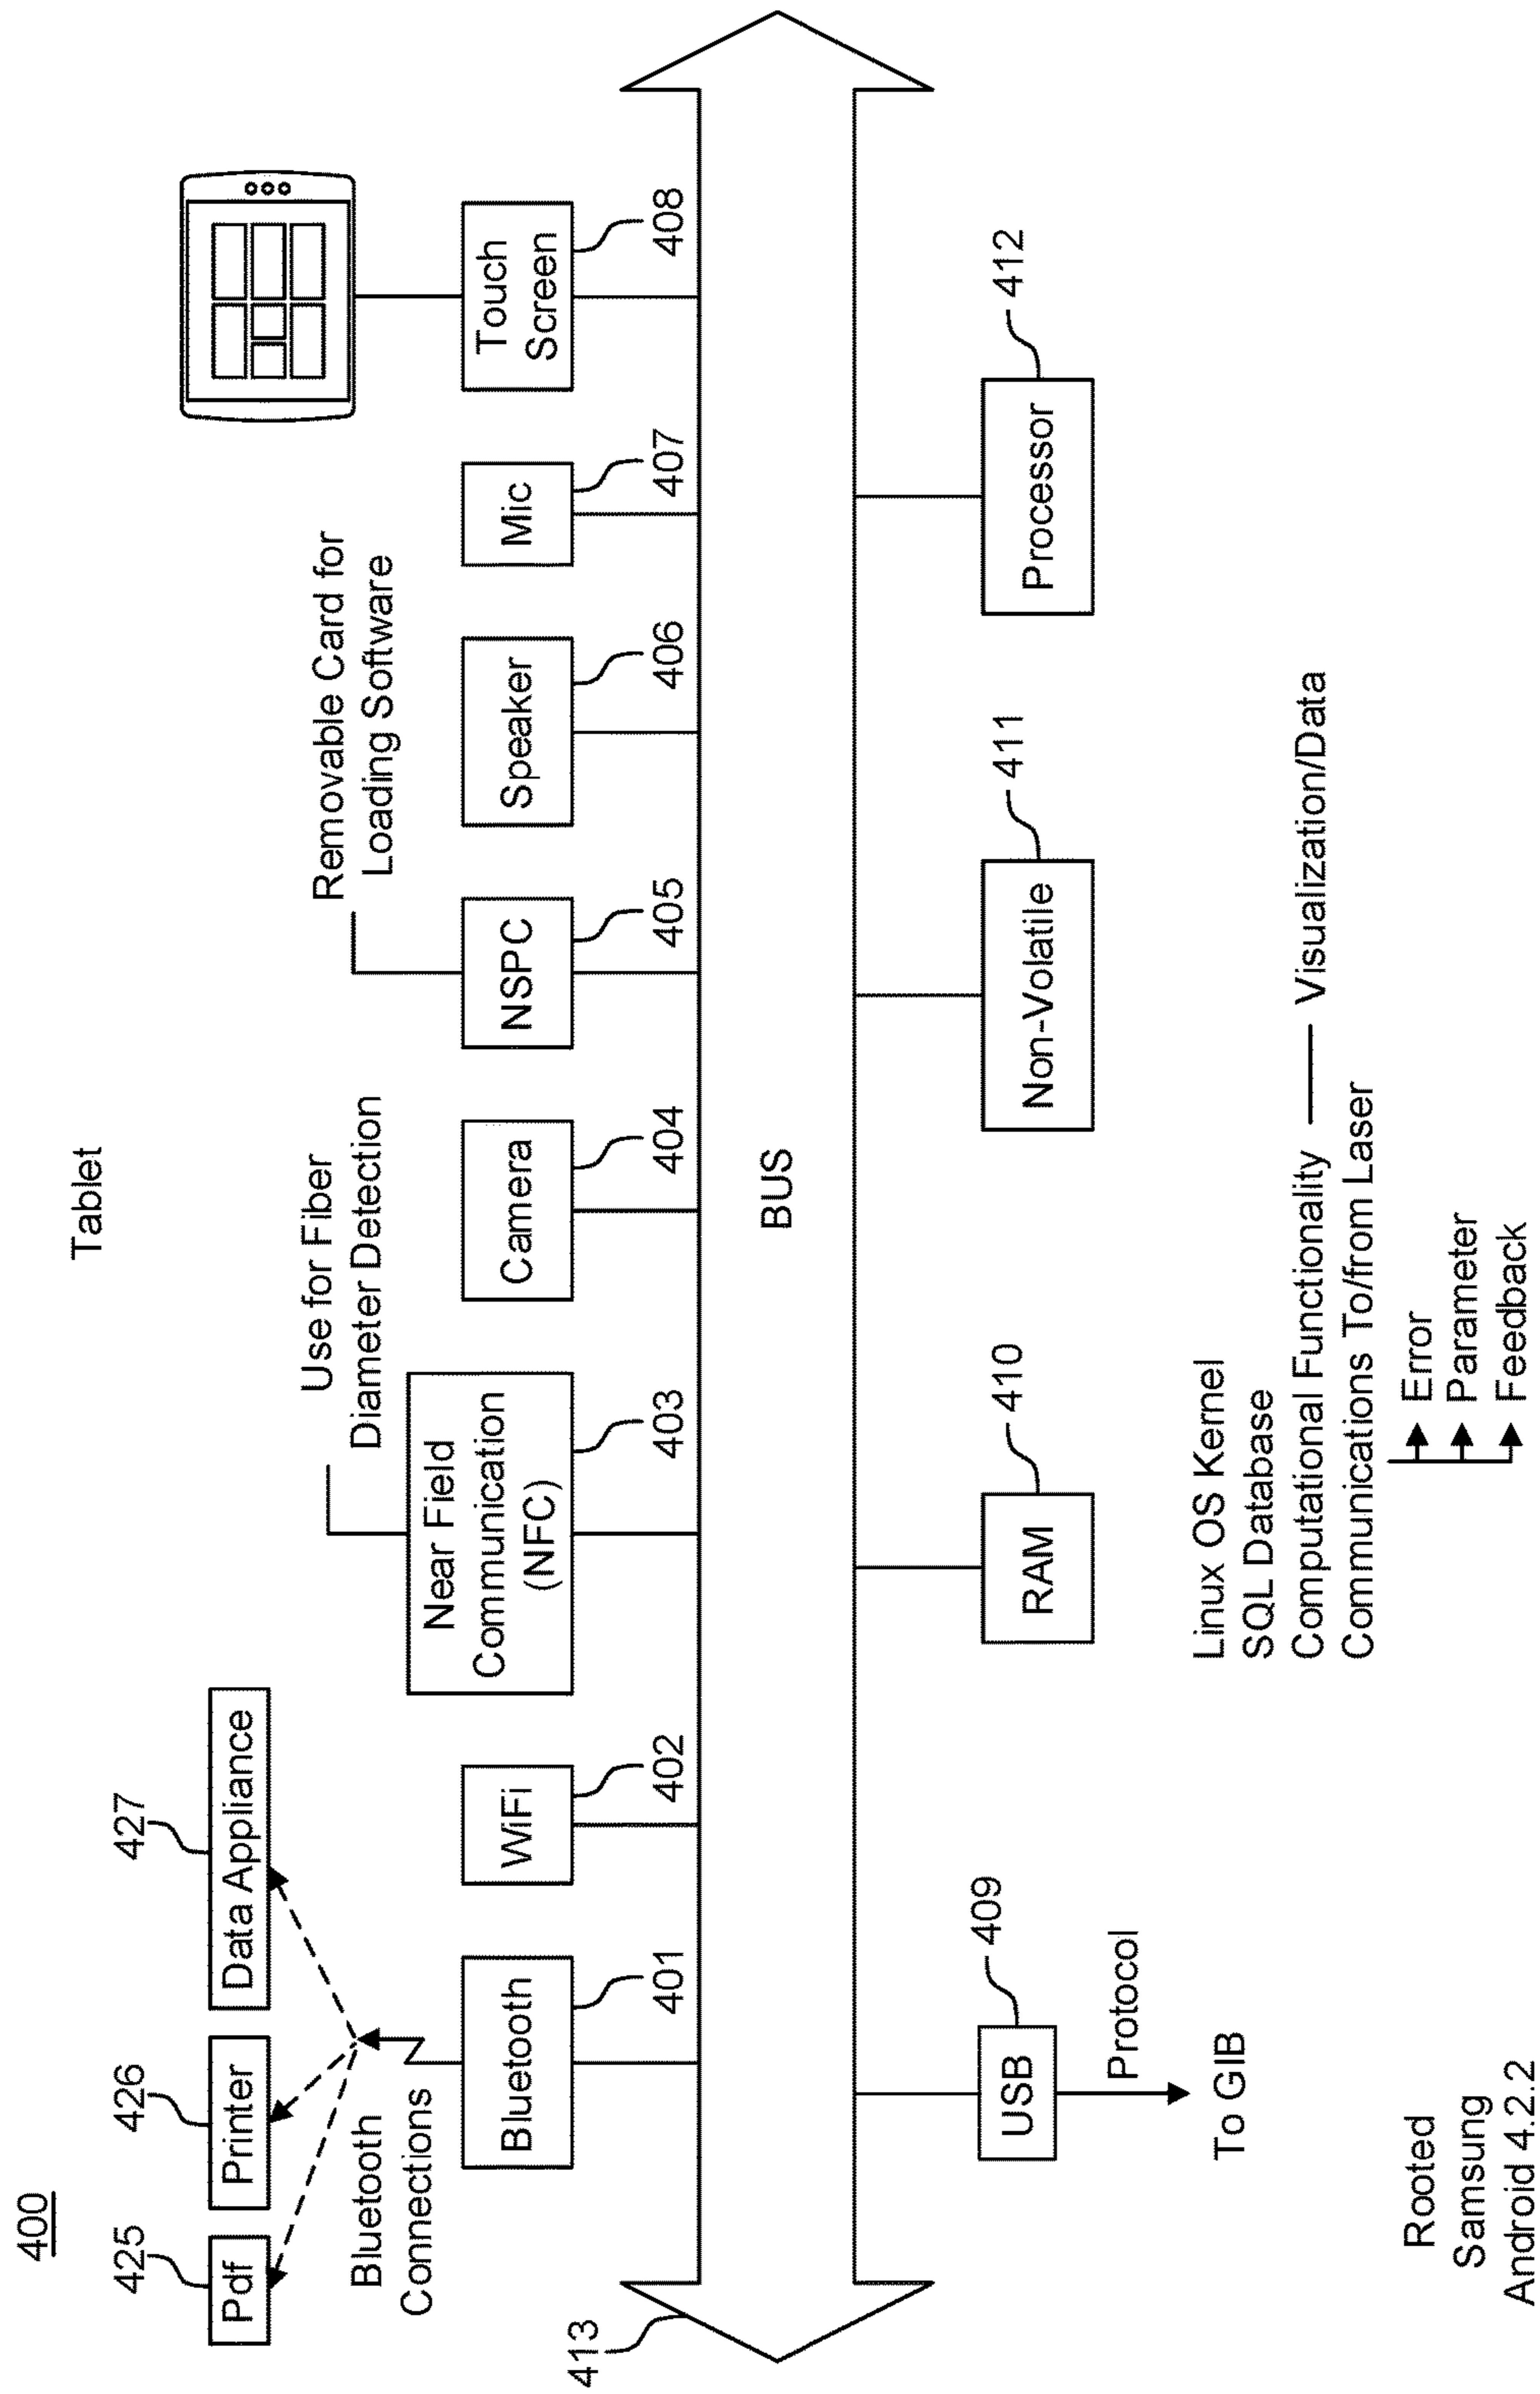 400
Tablet
425
426
427
Pdf
Printer
Data Appliance
Bluetooth
Connections
Use for Fiber
Diameter Detection
Removable Card for
Loading Software
Bluetooth
WiFi
Near Field
Communication
(NFC)
Camera
NSPC
Speaker
Mic
Touch
Screen
401
402
403
404
405
406
407
408
413
BUS
409
410
411
412
USB
RAM
Non-Volatile
Processor
Protocol
To GIB
Linux OS Kernel
SQL Database
Computational Functionality — Visualization/Data
Communications To/from Laser
Error
Parameter
Feedback
Rooted
Samsung
Android 4.2.2